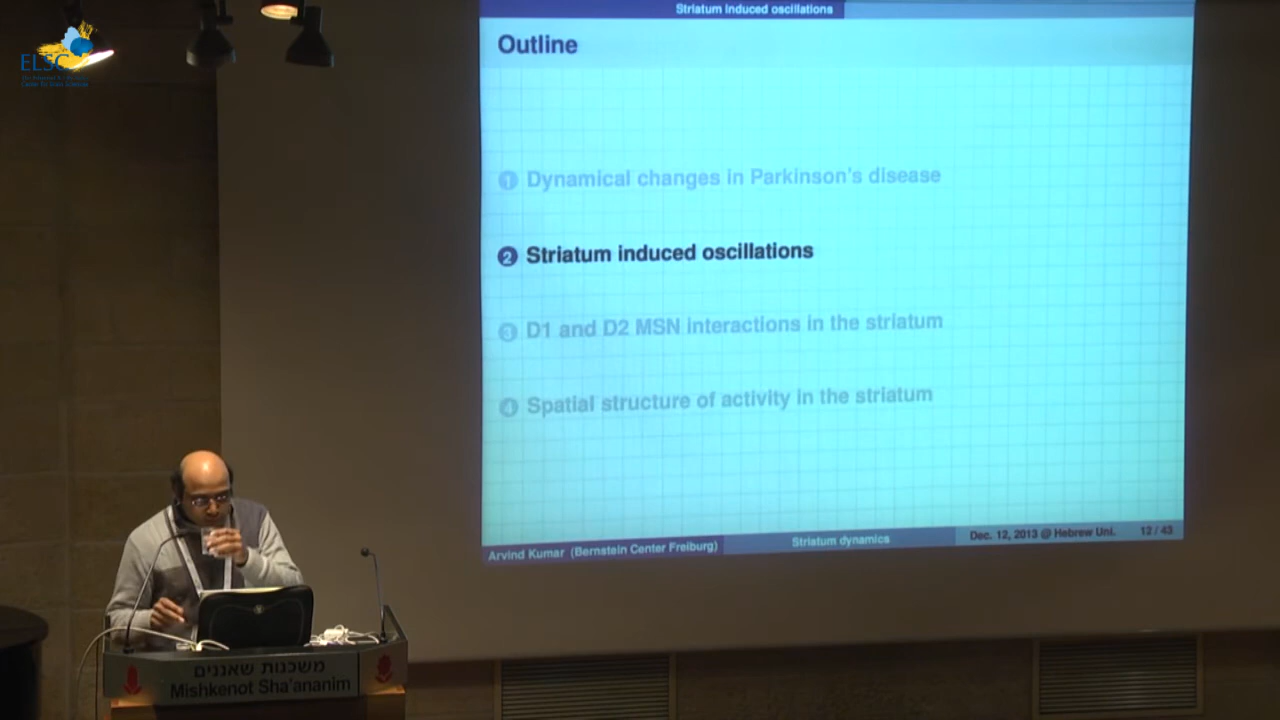 Striatum induced oscillations
Outline
1 Dynamical changes in Parkinson's disease
2 Striatum induced oscillations
3 D1 and D2 MSN interactions in the striatum
4 Spatial structure of activity in the striatum
Arvind Kumar (Bernstein Center Freiburg) Striatum dynamics Dec. 12, 2013 @ Hebrew Uni. 12 / 43
ELSC
משכנות שאננים
Mishkenot Sha'ananim